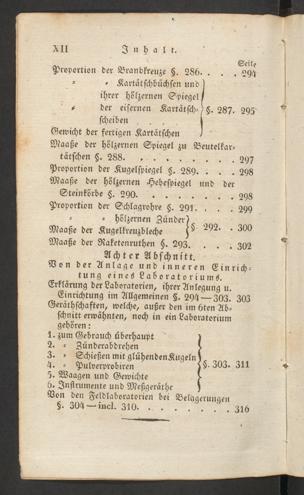 XII Inhalt.
Seite
Proportion der Brandkreuze §. 286. . . . . 294
„ „ Kartätschbüchsen und
ihrer hölzernen Spiegel
„ der eisernen Kartätsch- §. 287. 295
scheiben
Gewicht der fertigen Kartätschen
Maaße der hölzernen Spiegel zu Beutelkar-
tätschen §. 288. . . . . . . . . 297
Proportion der Kugelspiegel §. 289. . . . 298
Maaße der hölzernen Hebespiegel und der
Steinkörbe §. 290. . . . . . . . . 298
Proportion der Schlagrohre §. 291. . . . 299
„ „ hölzernen Zünder
Maaße der Kugelkreuzbleche §. 292. . . 300
Maaße der Raketenruthen §. 293. . . . . 302
Achter Abschnitt.
Von der Anlage und inneren Einrich-
tung eines Laboratoriums.
Erklärung der Laboratorien, ihrer Anlegung u.
Einrichtung im Allgemeinen §. 294—303. 303
Geräthschaften, welche, außer den im 6ten Ab-
schnitt erwähnten, noch in ein Laboratorium
gehören:
1. zum Gebrauch überhaupt
2. „ Zünderabdrehen
3. „ Schießen mit glühenden Kugeln
4. „ Pulverprobiren §. 303. 311
5. Waagen und Gewichte
6. Instrumente und Meßgeräthe
Von den Feldlaboratorien bei Belagerungen
§. 304—incl. 310. . . . . . . . . 316